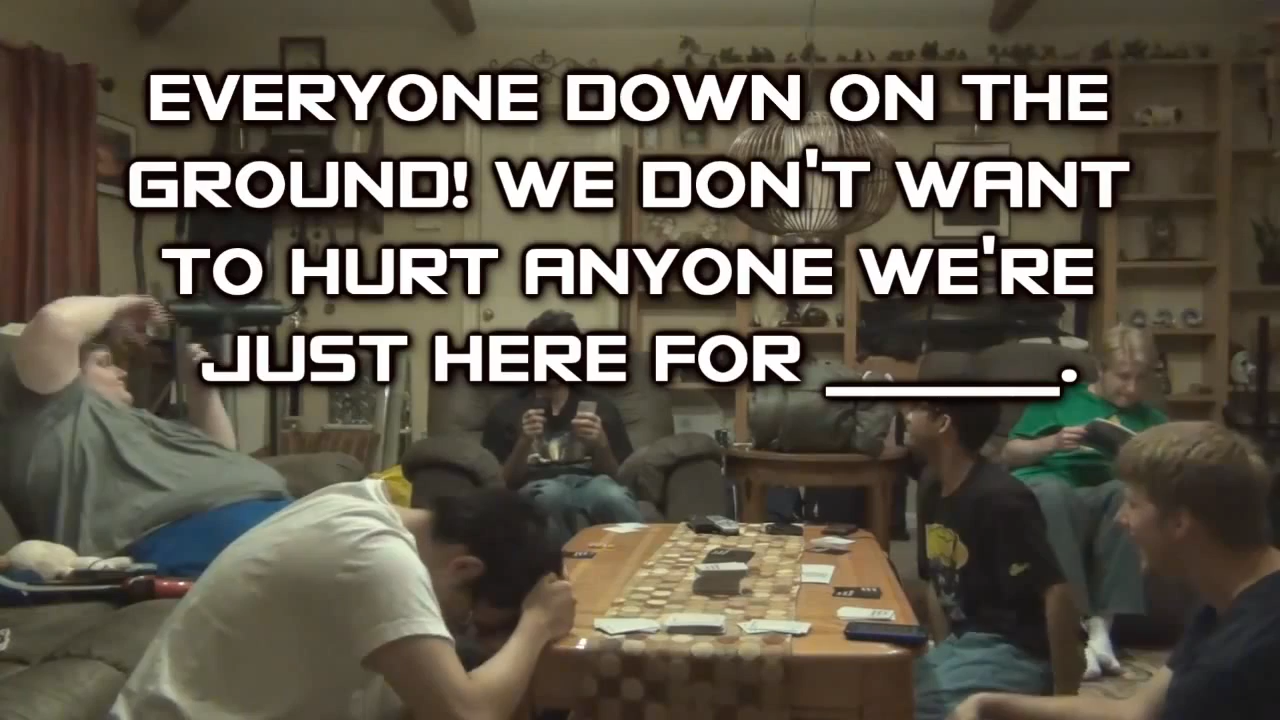 EVERYONE DOWN ON THE
GROUND! WE DON'T WANT
TO HURT ANYONE WE'RE
JUST HERE FOR ______.